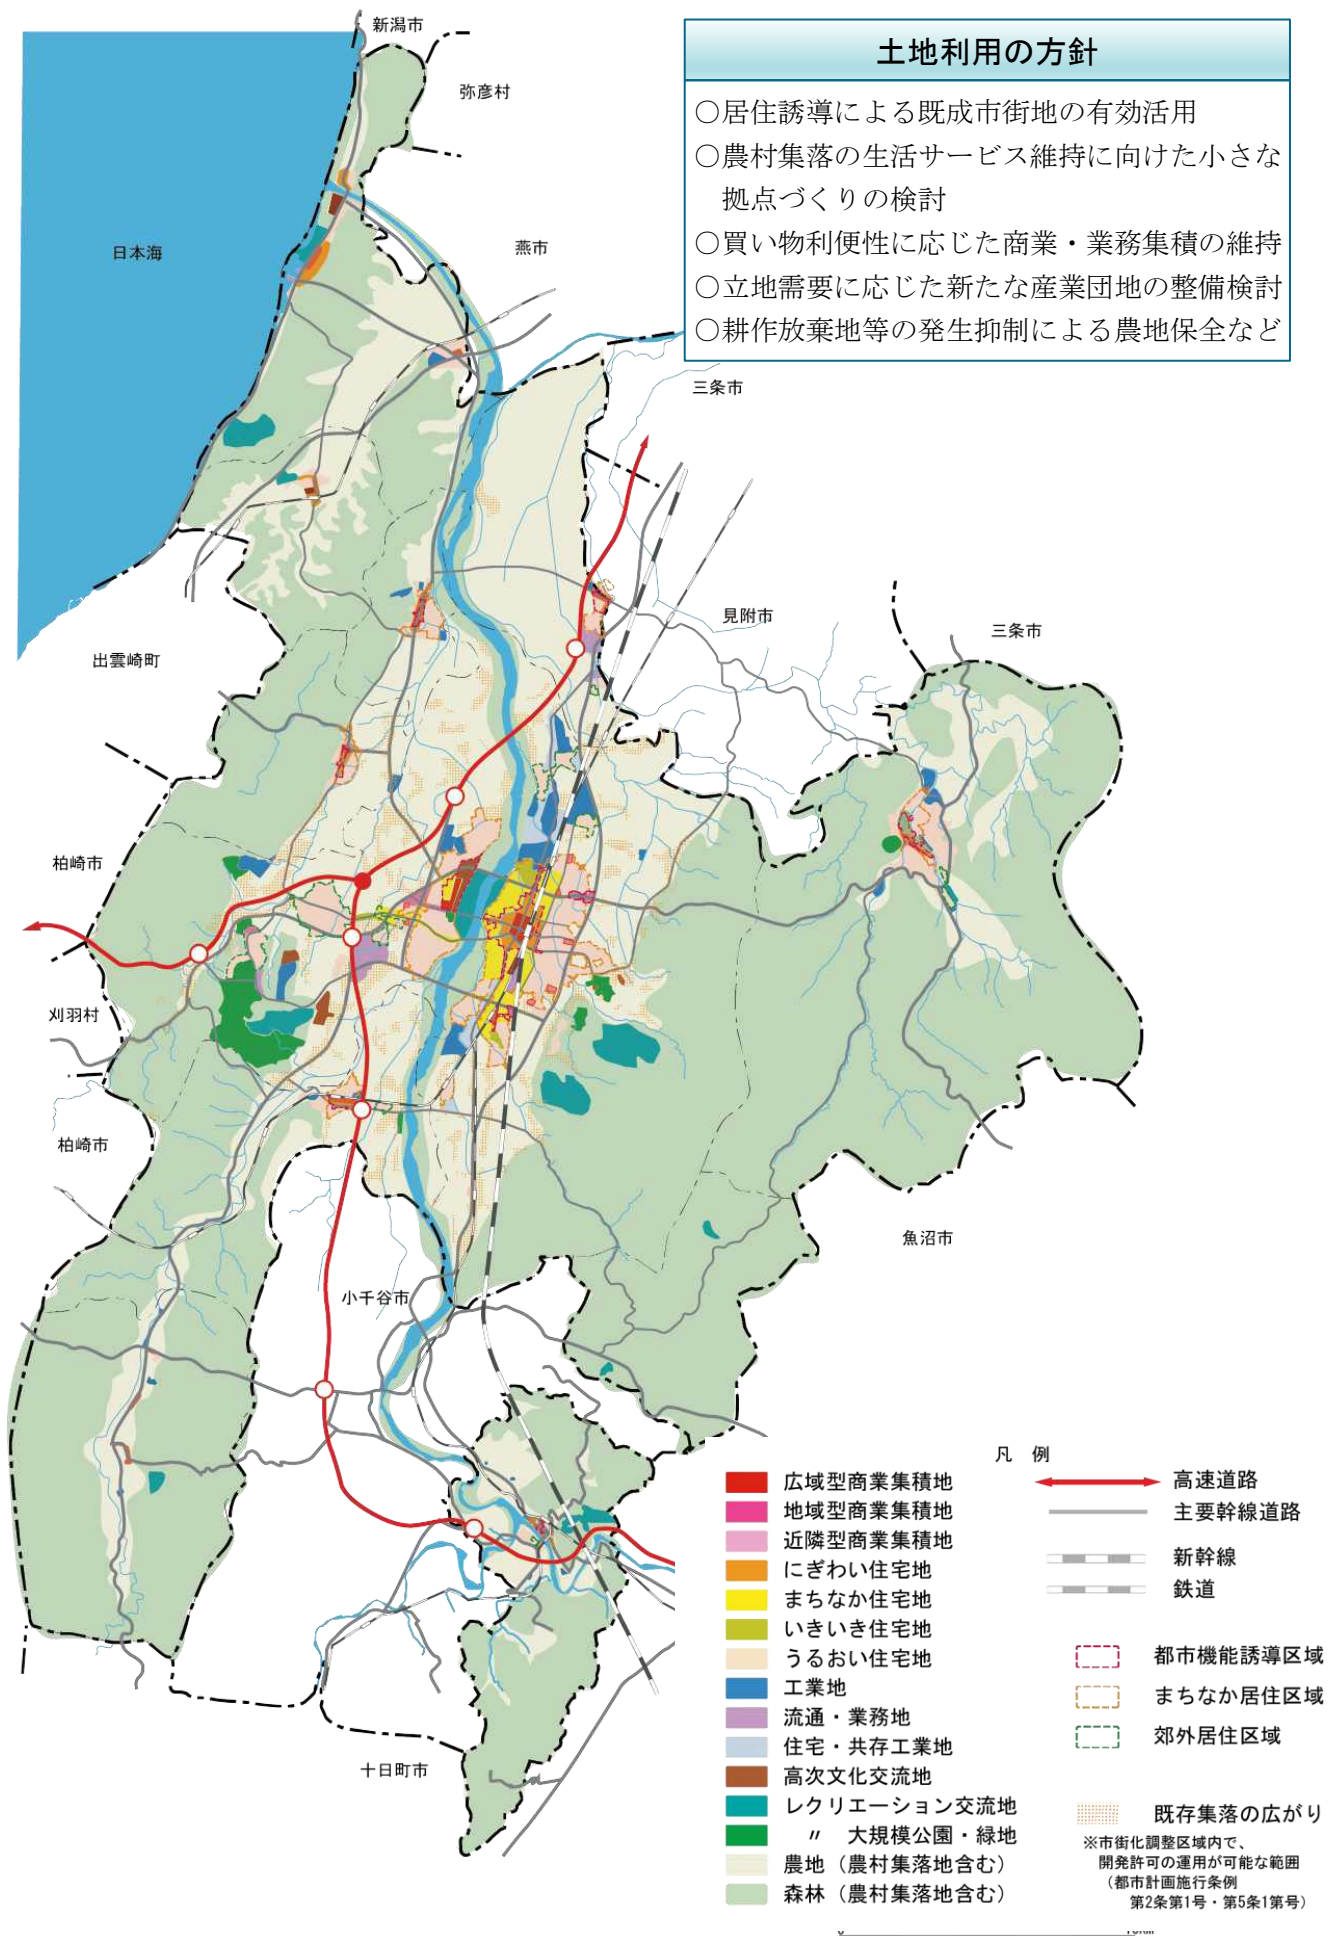 新潟市
弥彦村
土地利用の方針
○居住誘導による既成市街地の有効活用
○農村集落の生活サービス維持に向けた小さな
拠点づくりの検討
○買い物利便性に応じた商業・業務集積の維持
○立地需要に応じた新たな産業団地の整備検討
○耕作放棄地等の発生抑制による農地保全など
日本海
燕市
三条市
見附市
三条市
出雲崎町
柏崎市
刈羽村
柏崎市
魚沼市
小千谷市
十日町市
凡 例
広域型商業集積地
地域型商業集積地
近隣型商業集積地
にぎわい住宅地
まちなか住宅地
いきいき住宅地
うるおい住宅地
工業地
流通・業務地
住宅・共存工業地
高次文化交流地
レクリエーション交流地
〃 大規模公園・緑地
農地（農村集落地含む）
森林（農村集落地含む）
高速道路
主要幹線道路
新幹線
鉄道
都市機能誘導区域
まちなか居住区域
郊外居住区域
既存集落の広がり
※市街化調整区域内で、
開発許可の運用が可能な範囲
（都市計画施行条例
第2条第1号・第5条1第号）